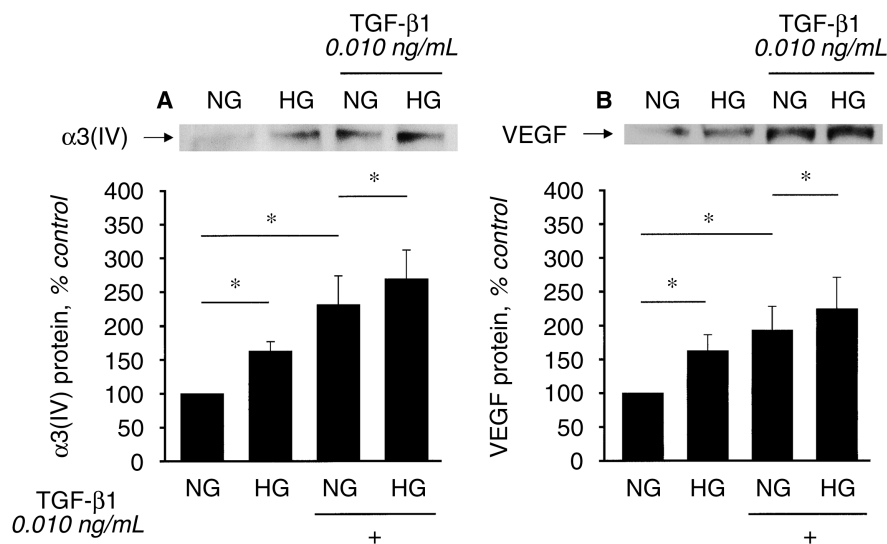 TGF-β1
0.010 ng/mL
A NG HG NG HG
α3(IV)
400
350
300
250
200
150
100
50
0
α3(IV) protein, % control
*
*
*
NG HG NG HG
TGF-β1
0.010 ng/mL
+
TGF-β1
0.010 ng/mL
B NG HG NG HG
VEGF
400
350
300
250
200
150
100
50
0
VEGF protein, % control
*
*
*
NG HG NG HG
+